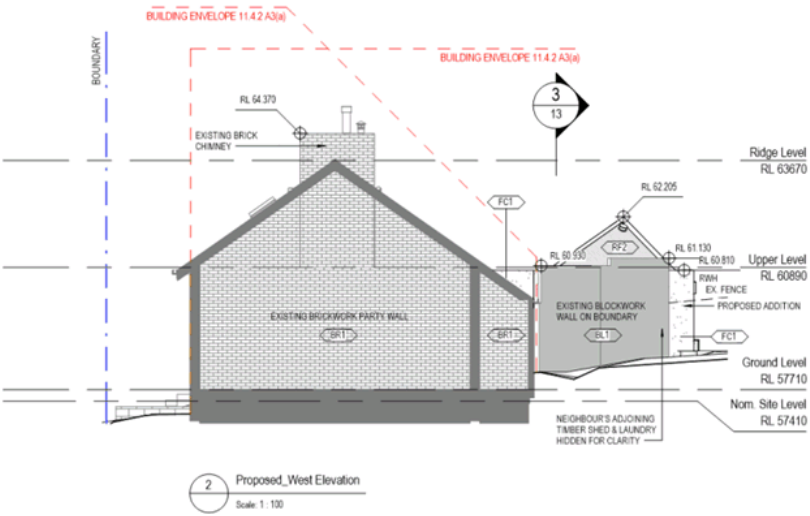 BUILDING ENVELOPE 11.4.2 A3(a)
BUILDING ENVELOPE 11.4.2 A3(a)
BOUNDARY
RL 64.370
3
13
EXISTING BRICK
CHIMNEY
Ridge Level
RL 63670
RL 62.205
FC1
RF2
RL 60.930
RL 61.130
RL 60.810
Upper Level
RL 60890
RWH
EX. FENCE
PROPOSED ADDITION
EXISTING BRICKWORK PARTY WALL
BR1
BR1
EXISTING BLOCKWORK
WALL ON BOUNDARY
BL1
FC1
Ground Level
RL 57710
Nom. Site Level
RL 57410
NEIGHBOUR'S ADJOINING
TIMBER SHED & LAUNDRY
HIDDEN FOR CLARITY
2
Proposed_West Elevation
Scale: 1 : 100